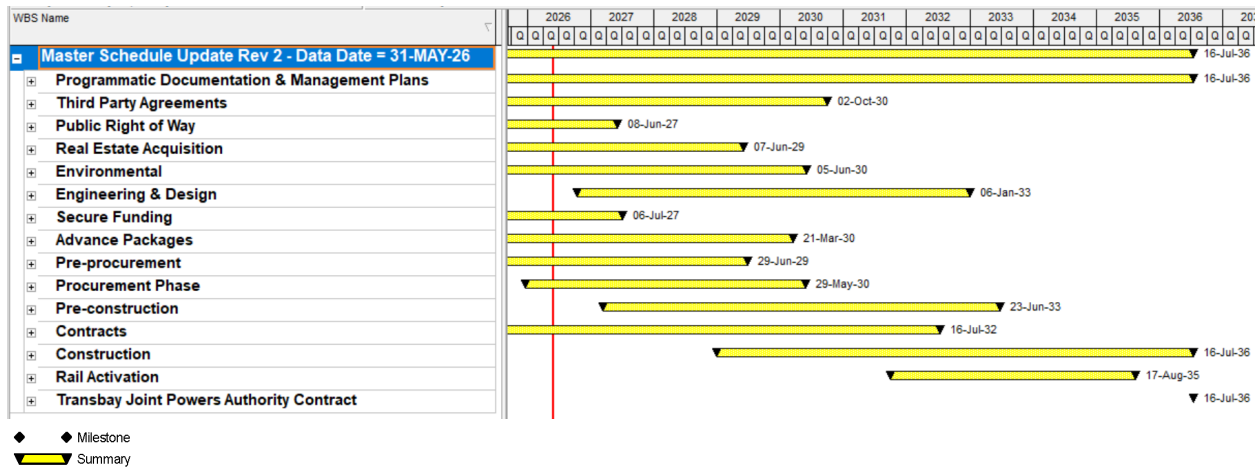 WBS Name
2026 2027 2028 2029 2030 2031 2032 2033 2034 2035 2036
Q Q Q Q Q Q Q Q Q Q Q Q Q Q Q Q Q Q Q Q Q Q Q Q Q Q Q Q Q Q Q Q Q Q Q Q Q Q Q Q Q Q Q Q Q Q Q
Master Schedule Update Rev 2 - Data Date = 31-MAY-26 16-Jul-36
Programmatic Documentation & Management Plans 16-Jul-36
Third Party Agreements 02-Oct-30
Public Right of Way 08-Jun-27
Real Estate Acquisition 07-Jun-29
Environmental 05-Jun-30
Engineering & Design 06-Jan-33
Secure Funding 06-Jul-27
Advance Packages 21-Mar-30
Pre-procurement 29-Jun-29
Procurement Phase 29-May-30
Pre-construction 23-Jun-33
Contracts 16-Jul-32
Construction 16-Jul-36
Rail Activation 17-Aug-35
Transbay Joint Powers Authority Contract 16-Jul-36
Milestone
Summary